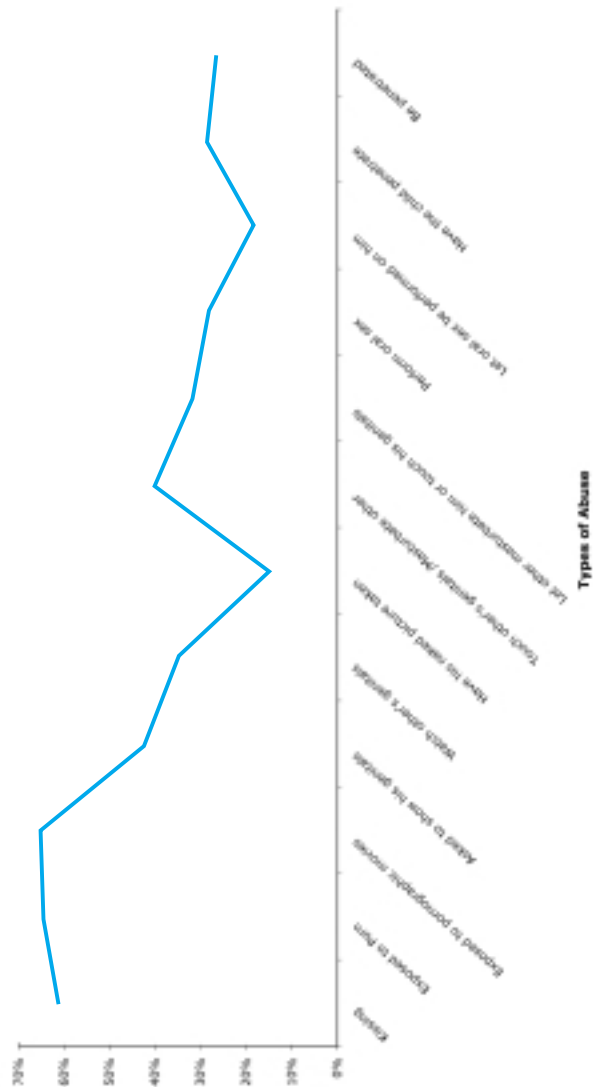 70%
60%
50%
40%
30%
20%
10%
0%
Kissing
Exposed to Porn
Exposed to pornographic movies
Asked to show his genitals
Watch other's genitals
Have his naked picture taken
Touch other's genitals /Masturbate other
Let other masturbate him or touch his genitals
Perform oral sex
Let oral sex be performed on him
Have the child penetrate
Be penetrated
Types of Abuse